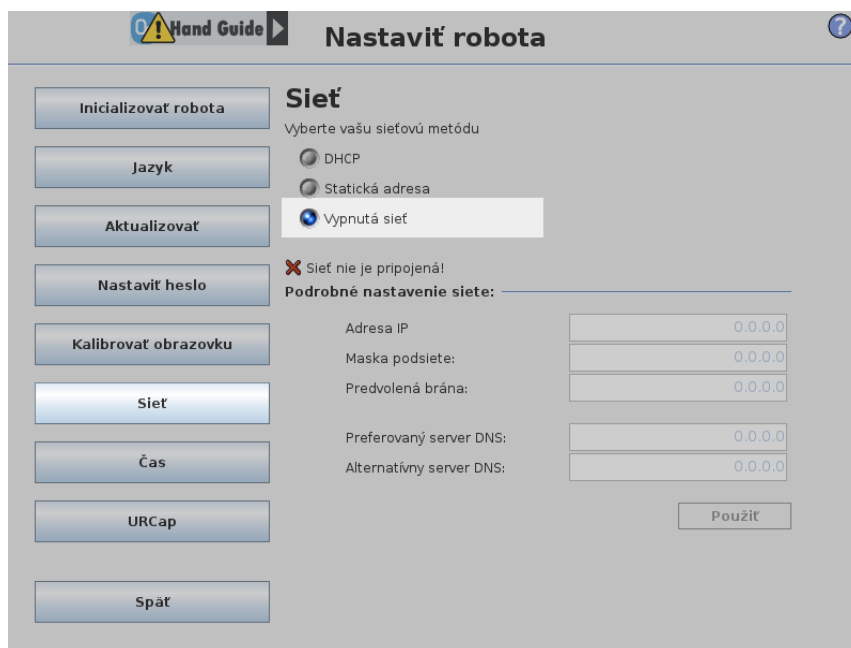 Hand Guide
Nastaviť robota
?
Inicializovať robota
Jazyk
Aktualizovať
Nastaviť heslo
Kalibrovať obrazovku
Sieť
Čas
URCap
Späť
Sieť
Vyberte vašu sieťovú metódu
DHCP
Statická adresa
Vypnutá sieť
Sieť nie je pripojená!
Podrobné nastavenie siete:
Adresa IP 0.0.0.0
Maska podsiete: 0.0.0.0
Predvolená brána: 0.0.0.0
Preferovaný server DNS: 0.0.0.0
Alternatívny server DNS: 0.0.0.0
Použiť